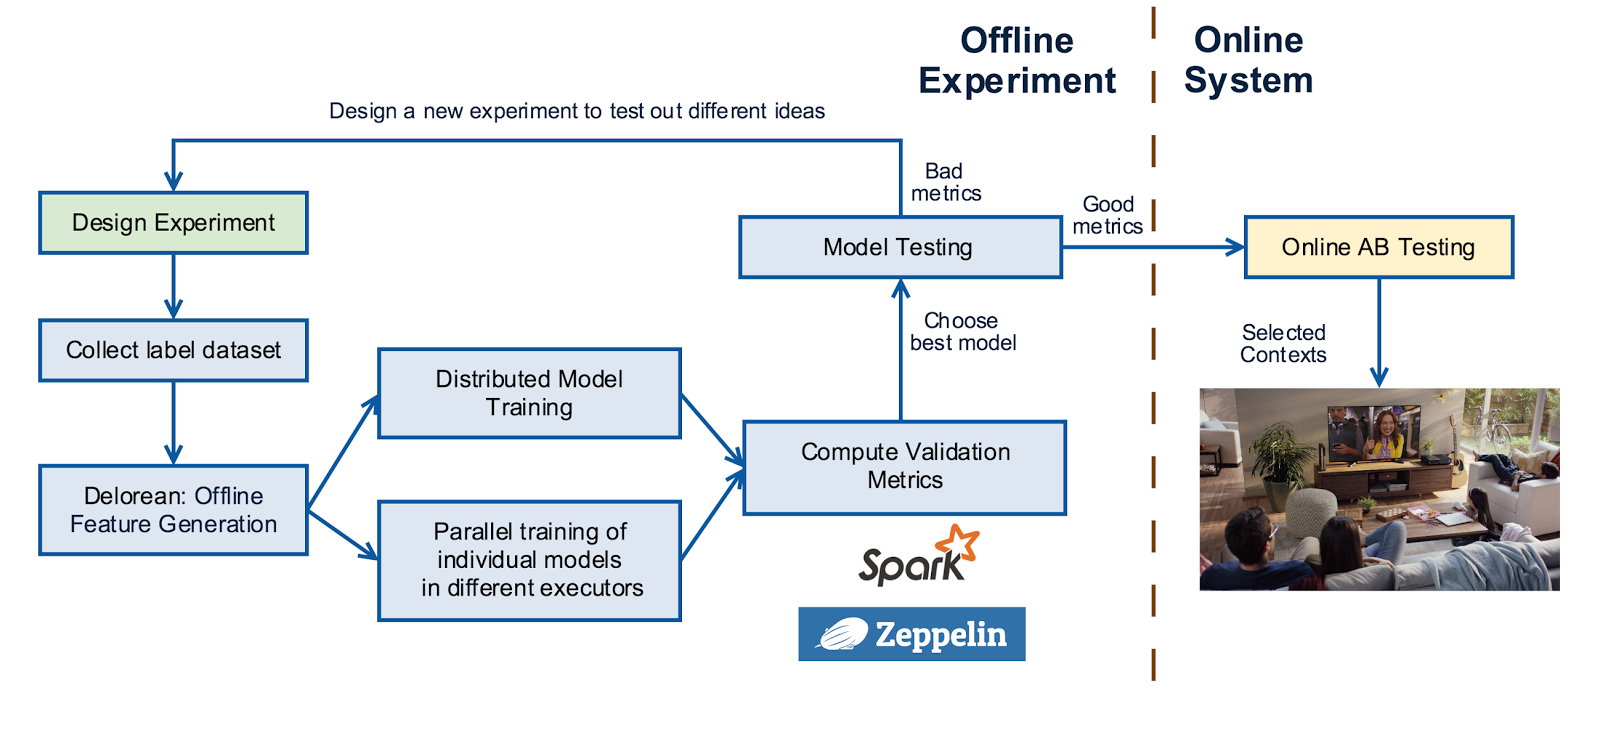 Offline
Experiment
Online
System
Design a new experiment to test out different ideas
Bad
metrics
Good
metrics
Design Experiment
Model Testing
Online AB Testing
Collect label dataset
Choose
best model
Selected
Contexts
Distributed Model
Training
Compute Validation
Metrics
Delorean: Offline
Feature Generation
Parallel training of
individual models
in different executors
Spark
Zeppelin